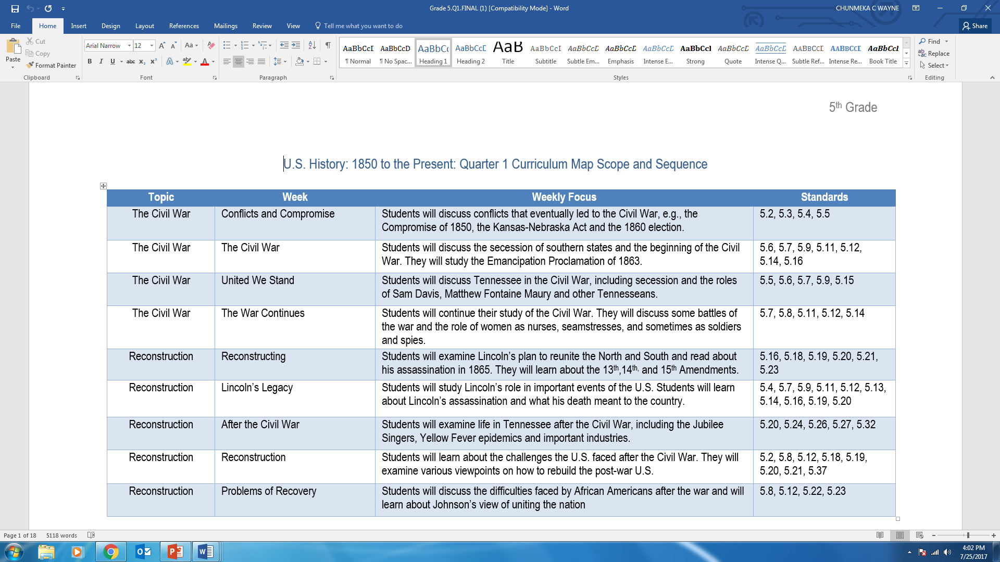 Grade 5.Q1.FINAL (1) [Compatibility Mode] - Word
CHUNMEKA C WAYNE
File Home Insert Design Layout References Mailings Review View Tell me what you want to do
Share
Paste
Cut
Copy
Format Painter
Clipboard
Arial Narrow 12
Font
Paragraph
AaBbCcI AaBbCcD AaBbC AaBbCcD AaB AaBbCcI AaBbCcD AaBbCcD AaBbCcD AaBbCcI AaBbCcD AaBbCcD AABBCCD AABBCCD AaBbCcI
¶ Normal ¶ No Spac... Heading 1 Heading 2 Title Subtitle Subtle Em... Emphasis Intense E... Strong Quote Intense Q... Subtle Ref... Intense Re... Book Title
Styles
Find
Replace
Select
Editing
5th Grade
U.S. History: 1850 to the Present: Quarter 1 Curriculum Map Scope and Sequence
Topic Week Weekly Focus Standards
The Civil War Conflicts and Compromise Students will discuss conflicts that eventually led to the Civil War, e.g., the 5.2, 5.3, 5.4, 5.5
Compromise of 1850, the Kansas-Nebraska Act and the 1860 election.
The Civil War The Civil War Students will discuss the secession of southern states and the beginning of the Civil 5.6, 5.7, 5.9, 5.11, 5.12,
War. They will study the Emancipation Proclamation of 1863. 5.14, 5.16
The Civil War United We Stand Students will discuss Tennessee in the Civil War, including secession and the roles 5.5, 5.6, 5.7, 5.9, 5.15
of Sam Davis, Matthew Fontaine Maury and other Tennesseans.
The Civil War The War Continues Students will continue their study of the Civil War. They will discuss some battles of 5.7, 5.8, 5.11, 5.12, 5.14
the war and the role of women as nurses, seamstresses, and sometimes as soldiers
and spies.
Reconstruction Reconstructing Students will examine Lincoln’s plan to reunite the North and South and read about 5.16, 5.18, 5.19, 5.20, 5.21,
his assassination in 1865. They will learn about the 13th,14th, and 15th Amendments. 5.23
Reconstruction Lincoln’s Legacy Students will study Lincoln’s role in important events of the U.S. Students will learn 5.4, 5.7, 5.9, 5.11, 5.12, 5.13,
about Lincoln’s assassination and what his death meant to the country. 5.14, 5.16, 5.19, 5.20
Reconstruction After the Civil War Students will examine life in Tennessee after the Civil War, including the Jubilee 5.20, 5.24, 5.26, 5.27, 5.32
Singers, Yellow Fever epidemics and important industries.
Reconstruction Reconstruction Students will learn about the challenges the U.S. faced after the Civil War. They will 5.2, 5.8, 5.12, 5.18, 5.19,
examine various viewpoints on how to rebuild the post-war U.S. 5.20, 5.21, 5.37
Reconstruction Problems of Recovery Students will discuss the difficulties faced by African Americans after the war and will 5.8, 5.12, 5.22, 5.23
learn about Johnson’s view of uniting the nation
Page 1 of 18 5118 words
4:02 PM
7/25/2017